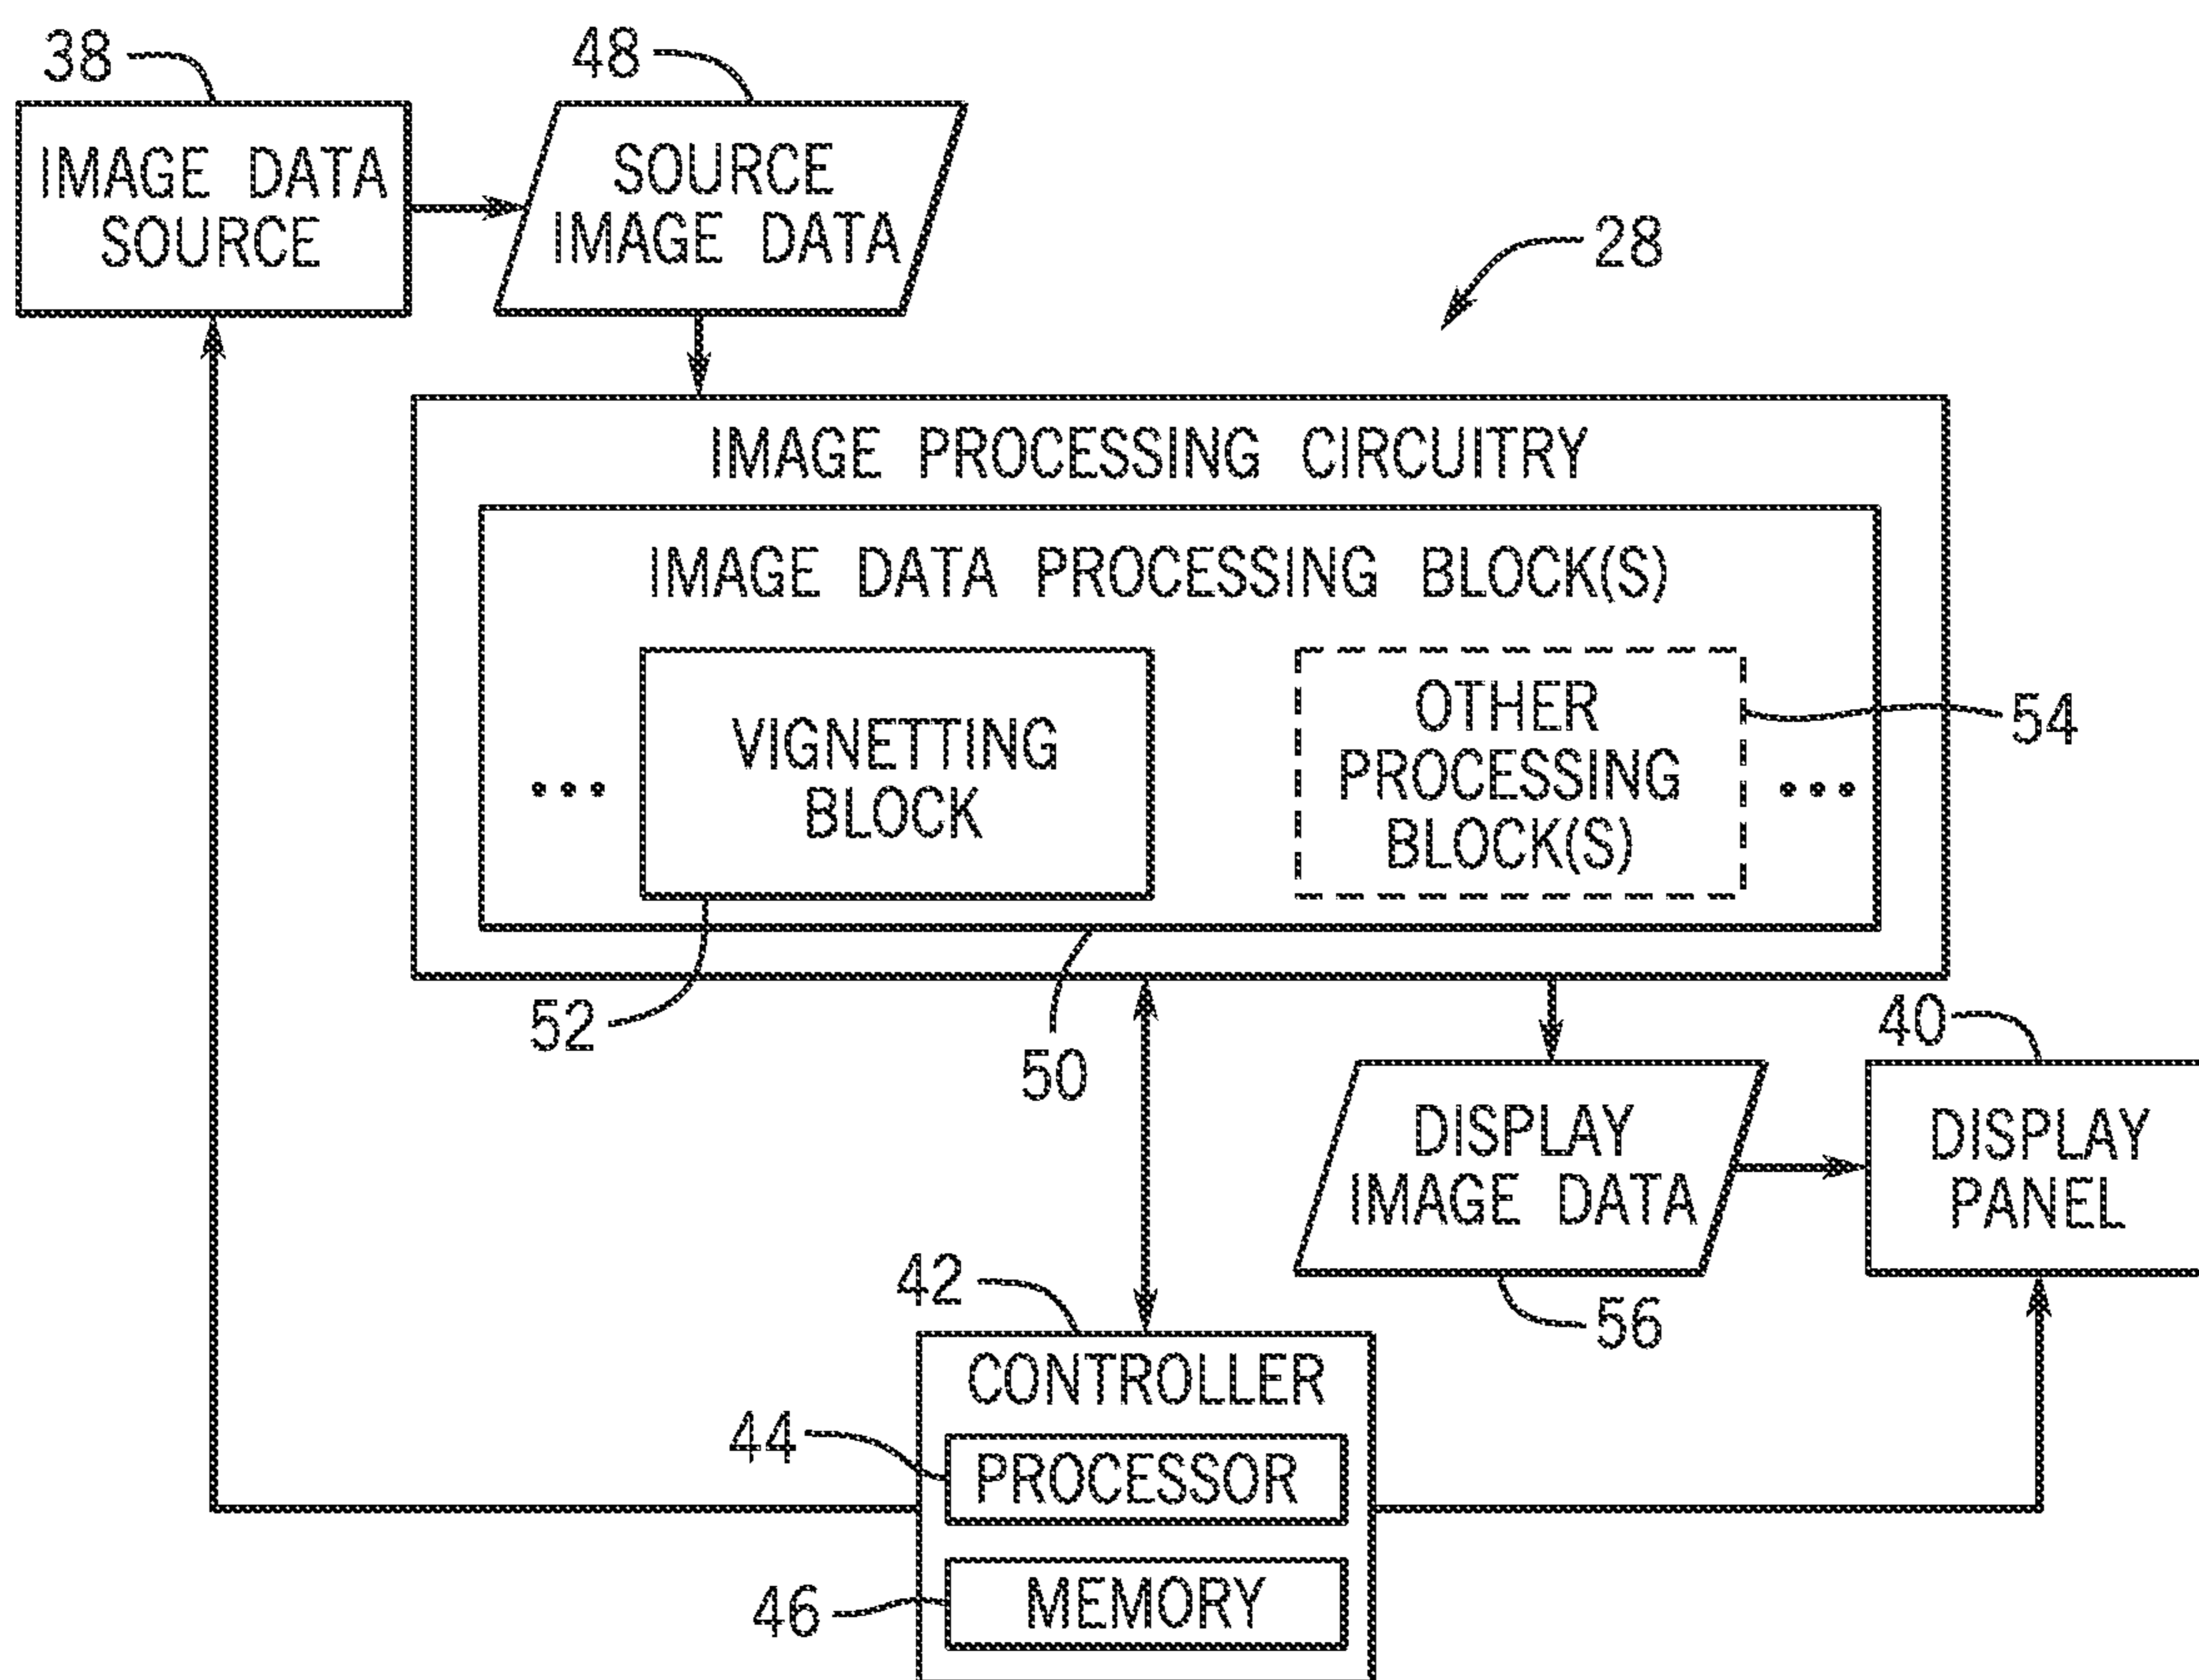 38
48
IMAGE DATA
SOURCE
SOURCE
IMAGE DATA
28
IMAGE PROCESSING CIRCUITRY
IMAGE DATA PROCESSING BLOCK(S)
...
VIGNETTING
BLOCK
OTHER
PROCESSING
BLOCK(S)
...
54
52
50
40
DISPLAY
IMAGE DATA
DISPLAY
PANEL
56
42
CONTROLLER
44
PROCESSOR
46
MEMORY